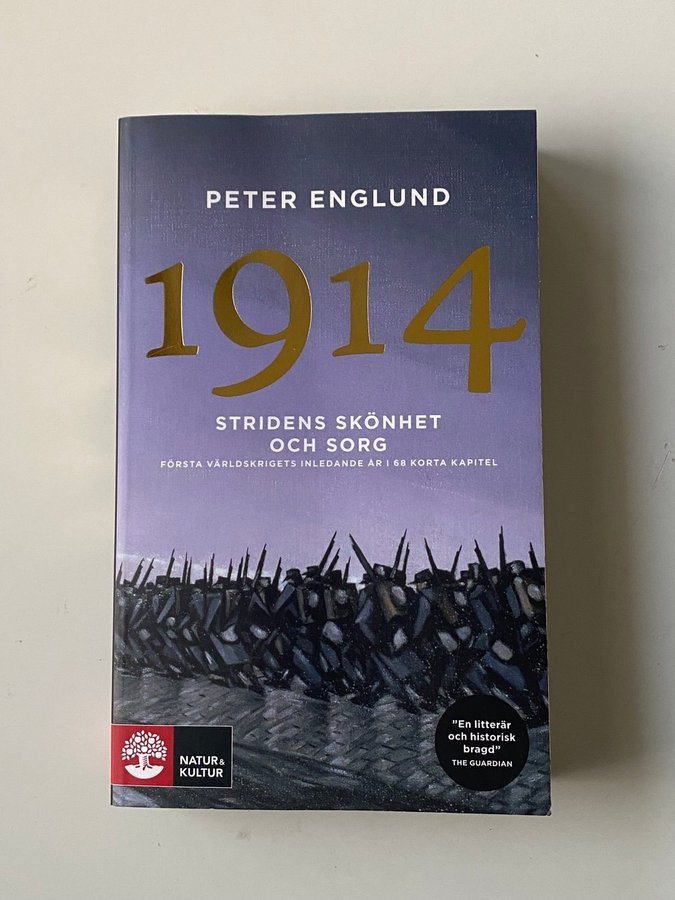 PETER ENGLUND
1914
STRIDENS SKÖNHET
OCH SORG
FÖRSTA VÄRLDSKRIGETS INLEDANDE ÅR I 68 KORTA KAPITEL
"En litterär
och historisk
bragd"
THE GUARDIAN
NATUR &
KULTUR